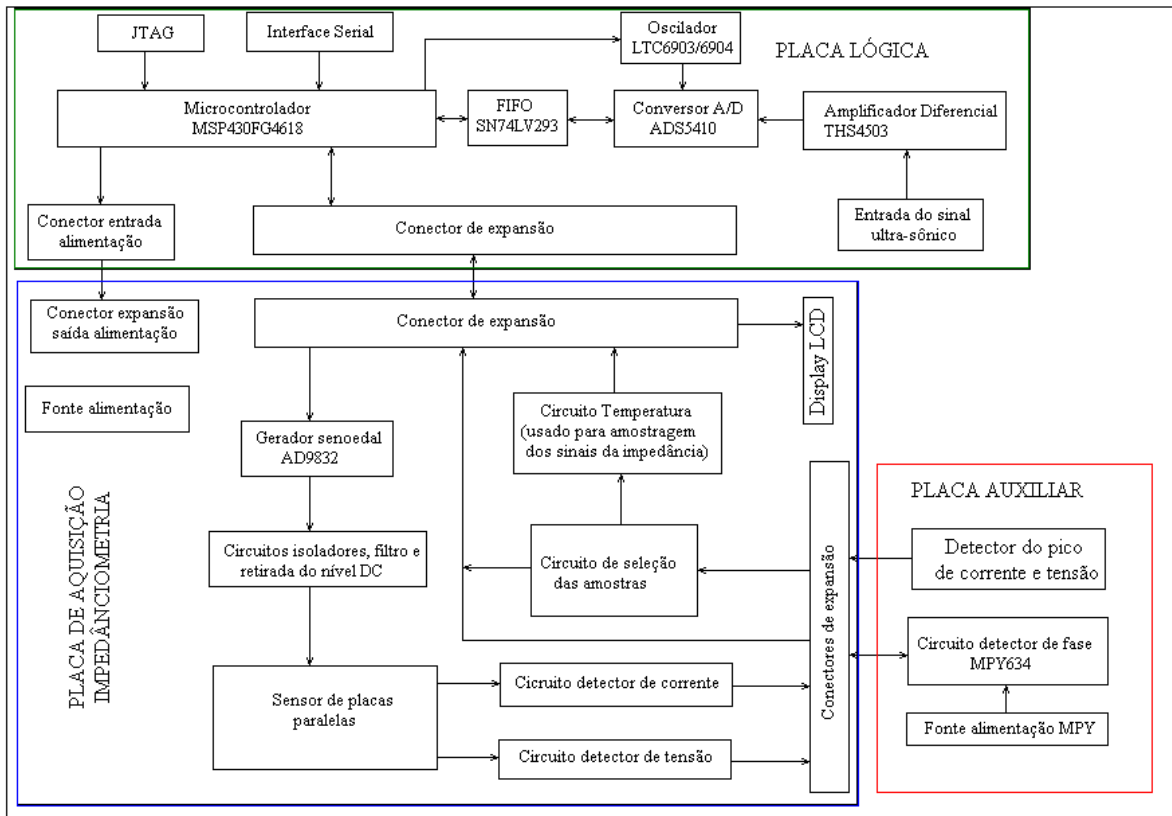 JTAG
Interface Serial
Oscilador
LTC6903/6904
PLACA LÓGICA
Microcontrolador
MSP430FG4618
FIFO
SN74LV293
Conversor A/D
ADS5410
Amplificador Diferencial
THS4503
Conector entrada
alimentação
Conector de expansão
Entrada do sinal
ultra-sônico
Conector expansão
saída alimentação
Conector de expansão
Display LCD
Fonte alimentação
Circuito Temperatura
(usado para amostragem
dos sinais da impedância)
Gerador senoedal
AD9832
PLACA DE AQUISIÇÃO
IMPEDÂNCIOMETRIA
Circuitos isoladores, filtro e
retirada do nível DC
Circuito de seleção
das amostras
Conectores de expansão
PLACA AUXILIAR
Detector do pico
de corrente e tensão
Circuito detector de fase
MPY634
Fonte alimentação MPY
Sensor de placas
paralelas
Cicruito detector de corrente
Circuito detector de tensão